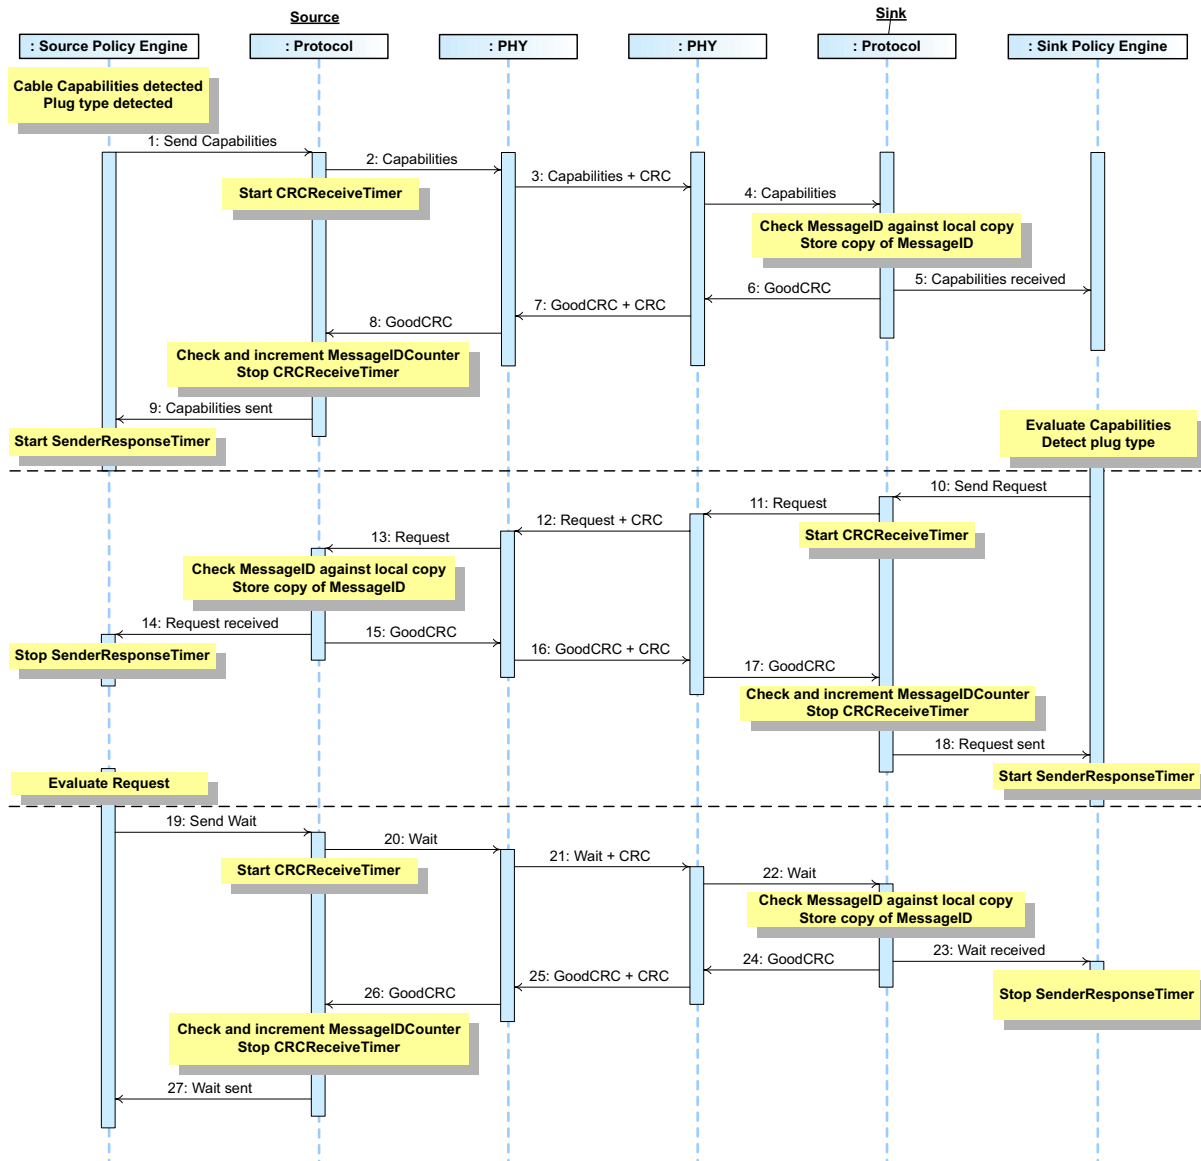 Source
Sink
: Source Policy Engine
: Protocol
: PHY
: PHY
: Protocol
: Sink Policy Engine
Cable Capabilities detected
Plug type detected
1: Send Capabilities
2: Capabilities
Start CRCReceiveTimer
3: Capabilities + CRC
4: Capabilities
Check MessageID against local copy
Store copy of MessageID
5: Capabilities received
6: GoodCRC
7: GoodCRC + CRC
8: GoodCRC
Check and increment MessageIDCounter
Stop CRCReceiveTimer
9: Capabilities sent
Start SenderResponseTimer
Evaluate Capabilities
Detect plug type
10: Send Request
11: Request
Start CRCReceiveTimer
12: Request + CRC
13: Request
Check MessageID against local copy
Store copy of MessageID
14: Request received
Stop SenderResponseTimer
15: GoodCRC
16: GoodCRC + CRC
17: GoodCRC
Check and increment MessageIDCounter
Stop CRCReceiveTimer
18: Request sent
Start SenderResponseTimer
Evaluate Request
19: Send Wait
20: Wait
Start CRCReceiveTimer
21: Wait + CRC
22: Wait
Check MessageID against local copy
Store copy of MessageID
23: Wait received
Stop SenderResponseTimer
24: GoodCRC
25: GoodCRC + CRC
26: GoodCRC
Check and increment MessageIDCounter
Stop CRCReceiveTimer
27: Wait sent